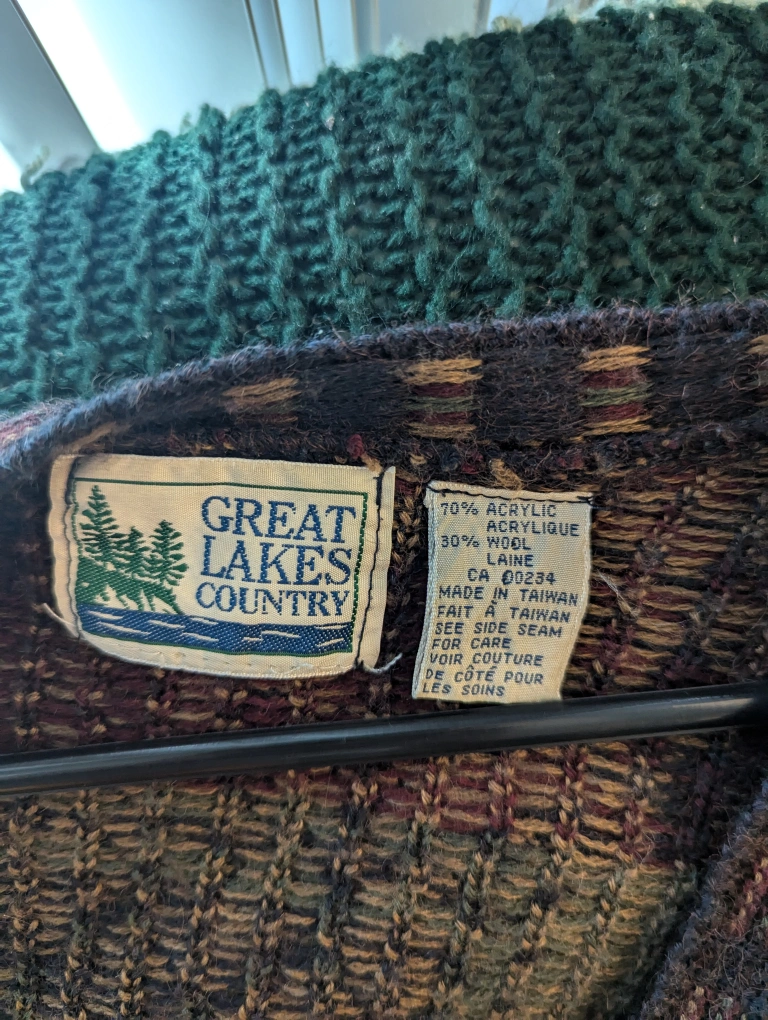 GREAT
LAKES
COUNTRY
70% ACRYLIC
ACRYLIQUE
30% WOOL
LAINE
CA 00234
MADE IN TAIWAN
FAIT À TAIWAN
SEE SIDE SEAM
FOR CARE
VOIR COUTURE
DE CÔTÉ POUR
LES SOINS